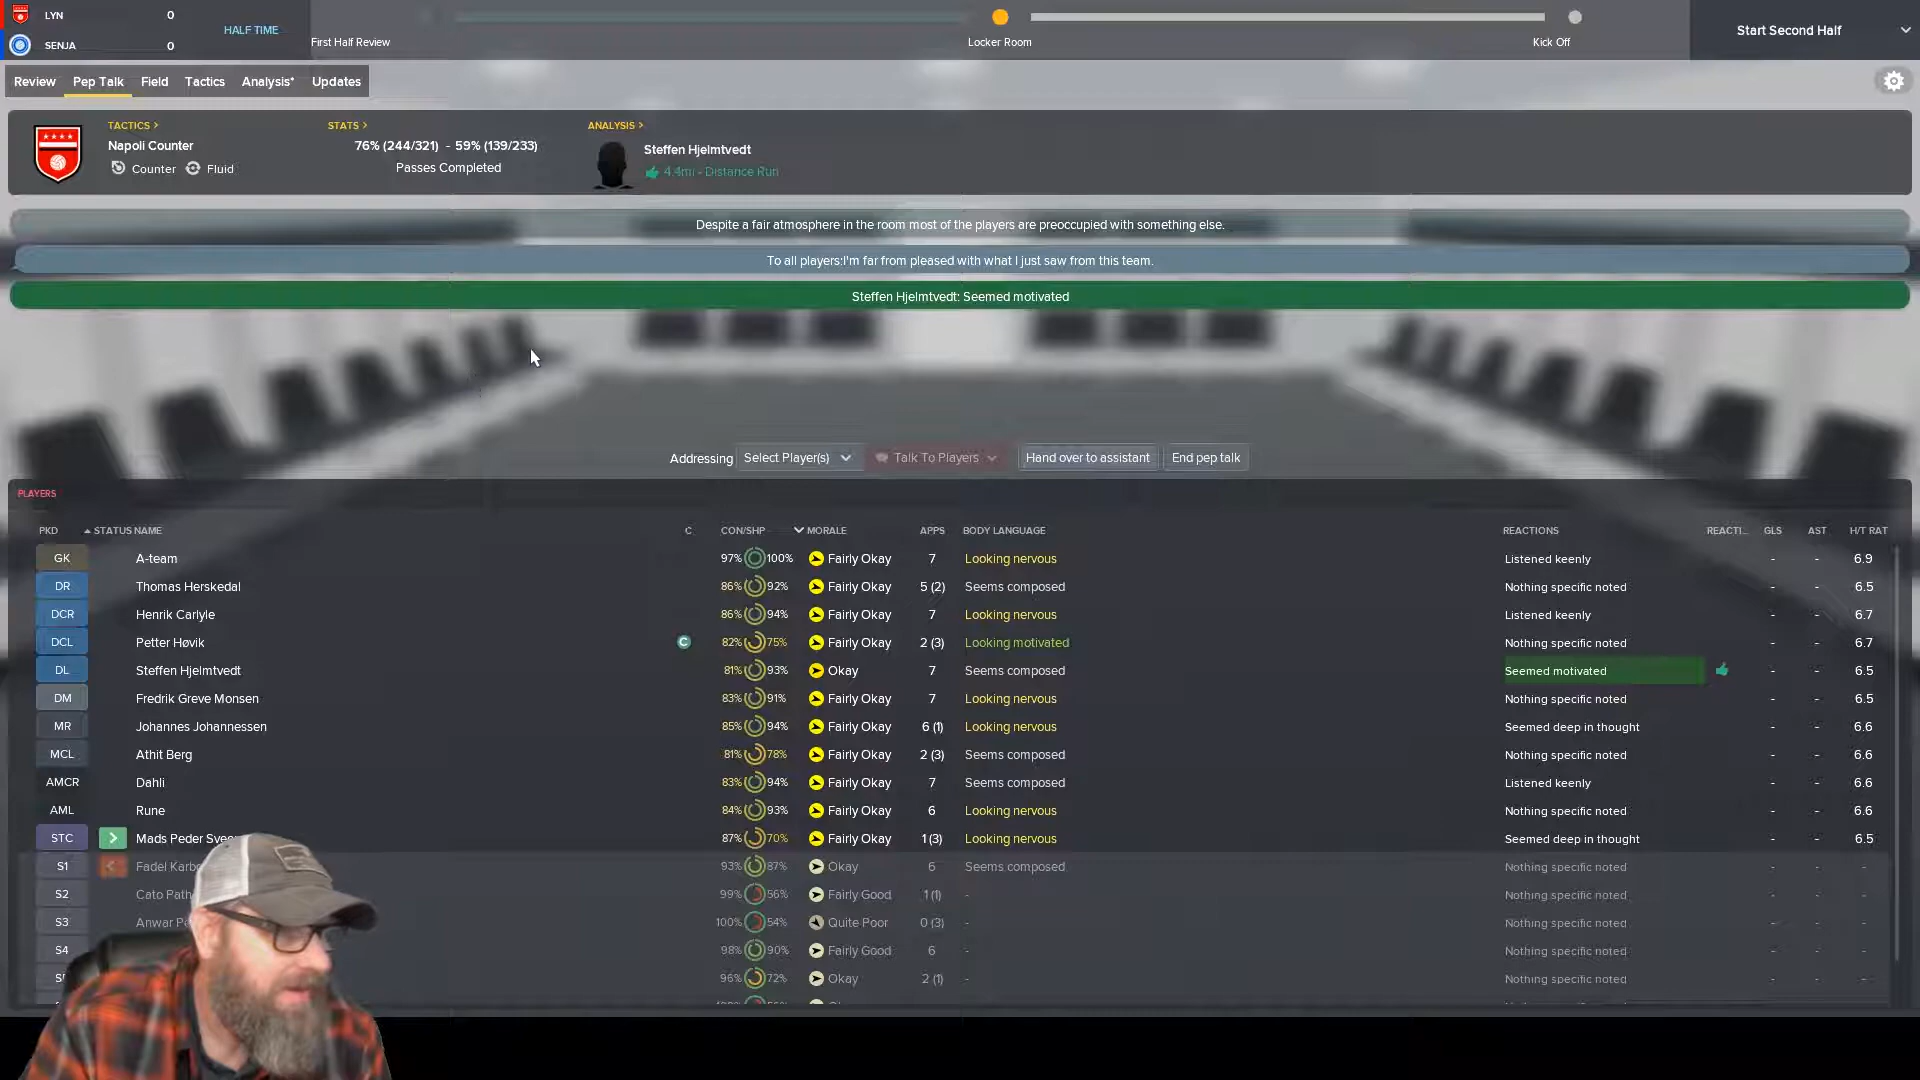 LYN 0
SENJA 0
HALF TIME
First Half Review
Locker Room
Kick Off
Start Second Half
Review Pep Talk Field Tactics Analysis* Updates
TACTICS >
Napoli Counter
Counter Fluid
STATS >
76% (244/321) - 59% (139/233)
Passes Completed
ANALYSIS >
Steffen Hjelmtvedt
4.4mi - Distance Run
Despite a fair atmosphere in the room most of the players are preoccupied with something else.
To all players:I'm far from pleased with what I just saw from this team.
Steffen Hjelmtvedt: Seemed motivated
Addressing Select Player(s) Talk To Players Hand over to assistant End pep talk
PLAYERS
PKD STATUS NAME C CON/SHP MORALE APPS BODY LANGUAGE REACTIONS REACTI... GLS AST H/T RAT
GK A-team 97% 100% Fairly Okay 7 Looking nervous Listened keenly - - 6.9
DR Thomas Herskedal 86% 92% Fairly Okay 5 (2) Seems composed Nothing specific noted - - 6.5
DCR Henrik Carlyle 86% 94% Fairly Okay 7 Looking nervous Listened keenly - - 6.7
DCL Petter Høvik C 82% 75% Fairly Okay 2 (3) Looking motivated Nothing specific noted - - 6.7
DL Steffen Hjelmtvedt 81% 93% Okay 7 Seems composed Seemed motivated - - 6.5
DM Fredrik Greve Monsen 83% 91% Fairly Okay 7 Looking nervous Nothing specific noted - - 6.5
MR Johannes Johannessen 85% 94% Fairly Okay 6 (1) Looking nervous Seemed deep in thought - - 6.6
MCL Athit Berg 81% 78% Fairly Okay 2 (3) Seems composed Nothing specific noted - - 6.6
AMCR Dahli 83% 94% Fairly Okay 7 Seems composed Listened keenly - - 6.6
AML Rune 84% 93% Fairly Okay 6 Looking nervous Nothing specific noted - - 6.6
STC Mads Peder 87% 70% Fairly Okay 1 (3) Looking nervous Seemed deep in thought - - 6.5
S1 Fadel 93% 87% Okay 6 Seems composed Nothing specific noted - - -
S2 Cato 99% 56% Fairly Good 1 (1) - Nothing specific noted - - -
S3 Anwar 100% 54% Quite Poor 0 (3) - Nothing specific noted - - -
S4 98% 90% Fairly Good 6 - Nothing specific noted - - -
96% 72% Okay 2 (1) - Nothing specific noted - - -